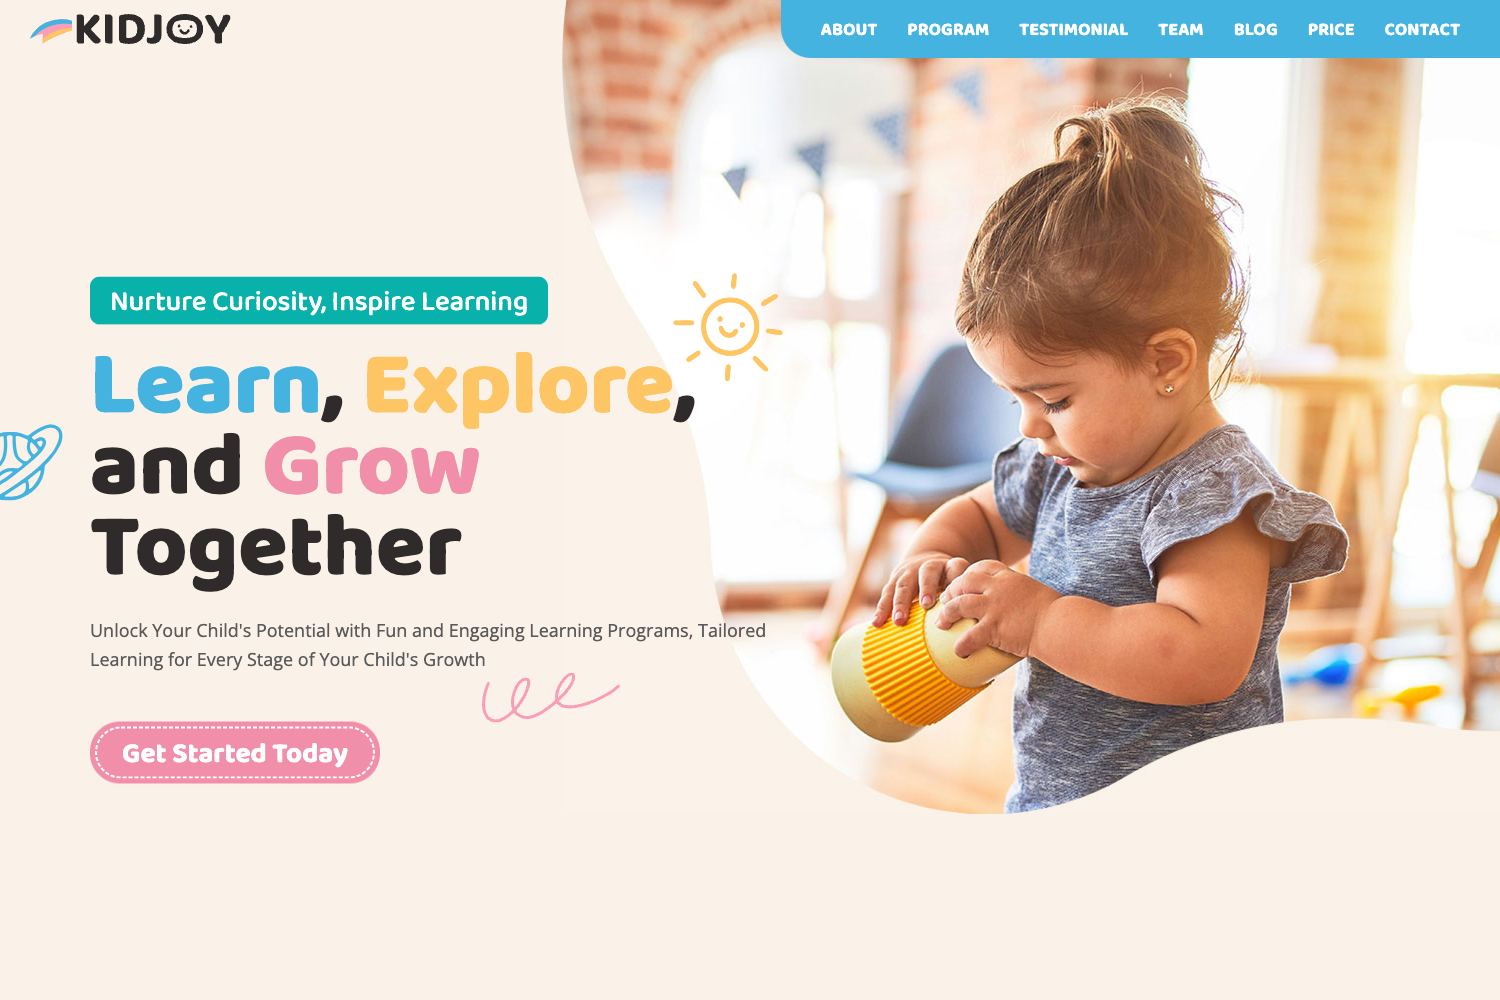 KIDJOY
ABOUT PROGRAM TESTIMONIAL TEAM BLOG PRICE CONTACT
Nurture Curiosity, Inspire Learning
Learn, Explore,
and Grow
Together
Unlock Your Child's Potential with Fun and Engaging Learning Programs, Tailored
Learning for Every Stage of Your Child's Growth
Get Started Today